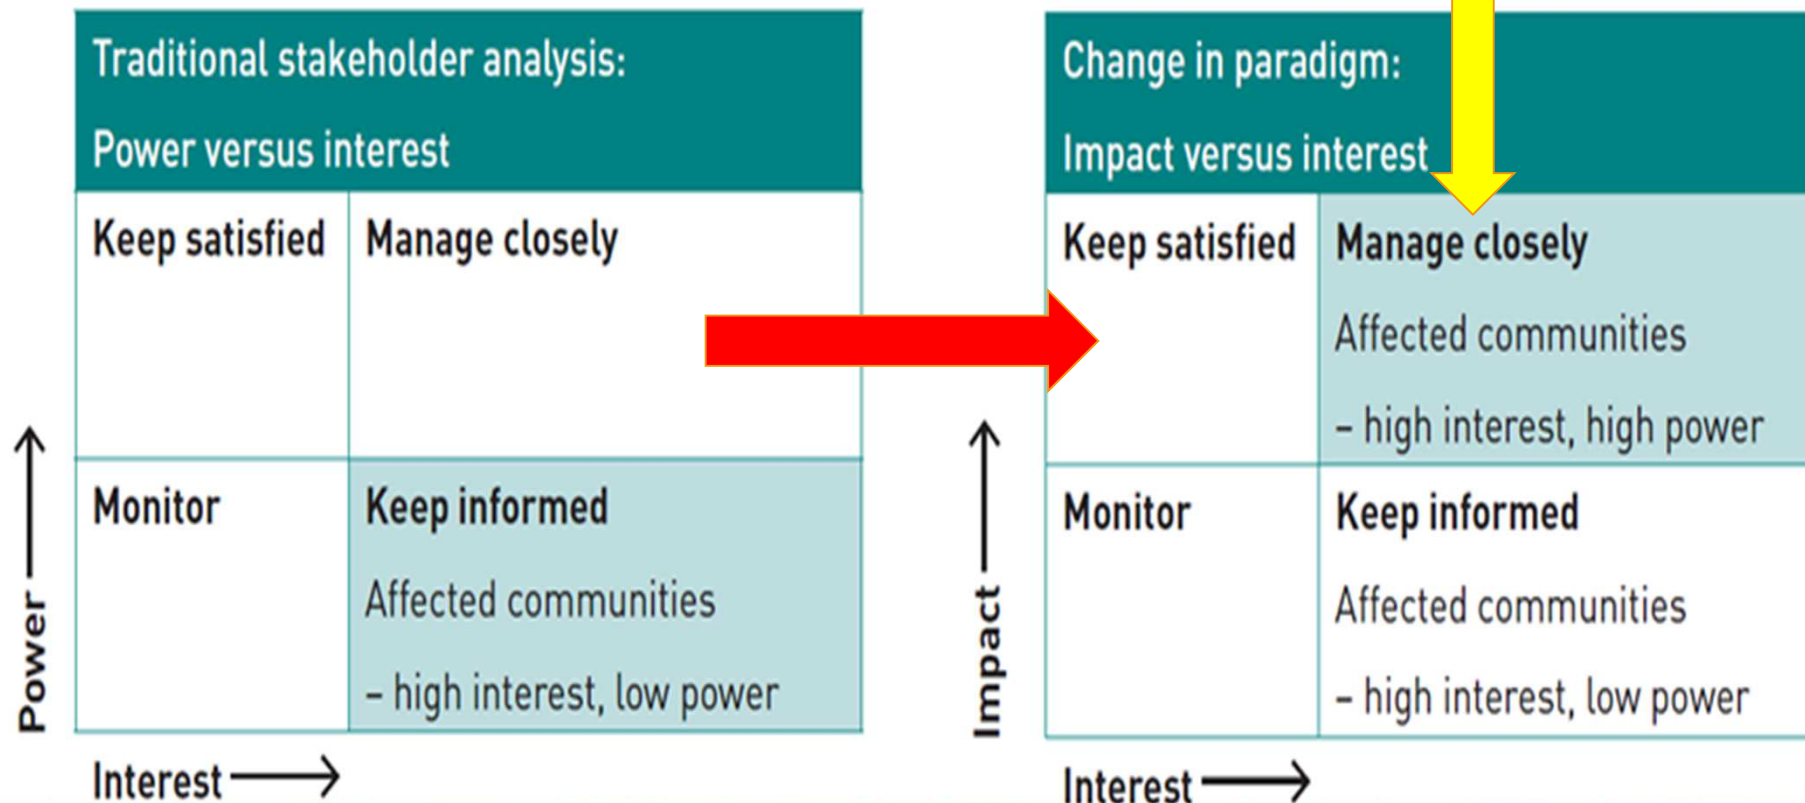 Traditional stakeholder analysis:
Power versus interest
Keep satisfied
Manage closely
Monitor
Keep informed
Affected communities
– high interest, low power
Power
Interest
Change in paradigm:
Impact versus interest
Keep satisfied
Manage closely
Affected communities
– high interest, high power
Monitor
Keep informed
Affected communities
– high interest, low power
Impact
Interest